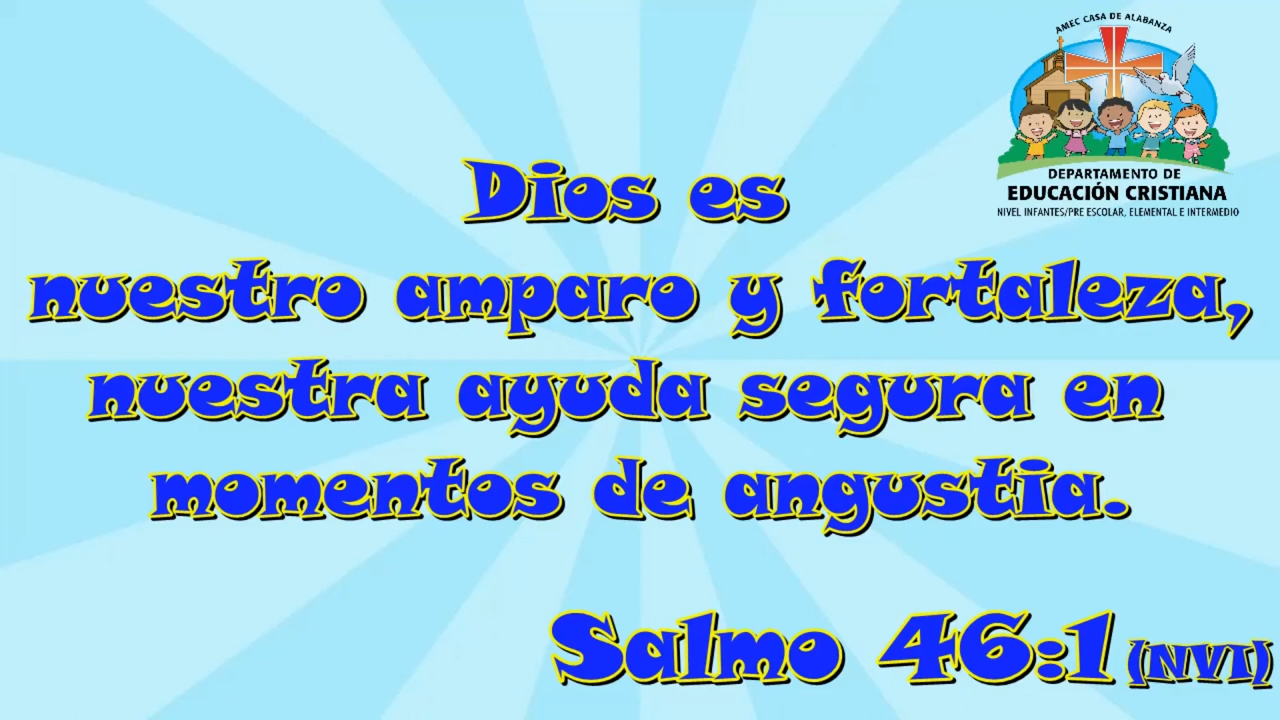 AMEC CASA DE ALABANZA
DEPARTAMENTO DE
EDUCACIÓN CRISTIANA
NIVEL INFANTES/PRE ESCOLAR, ELEMENTAL E INTERMEDIO
Dios es
nuestro amparo y fortaleza,
nuestra ayuda segura en
momentos de angustia.
Salmo 46:1 (NVI)